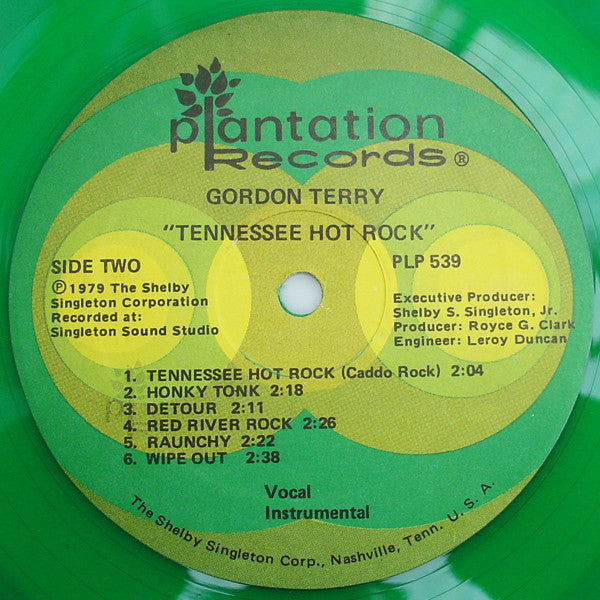 plantation
Records®
GORDON TERRY
"TENNESSEE HOT ROCK"
SIDE TWO
℗ 1979 The Shelby
Singleton Corporation
Recorded at:
Singleton Sound Studio
PLP 539
Executive Producer:
Shelby S. Singleton, Jr.
Producer: Royce G. Clark
Engineer: Leroy Duncan
1. TENNESSEE HOT ROCK (Caddo Rock) 2:04
2. HONKY TONK 2:18
3. DETOUR 2:11
4. RED RIVER ROCK 2:26
5. RAUNCHY 2:22
6. WIPE OUT 2:38
Vocal
Instrumental
The Shelby Singleton Corp., Nashville, Tenn. U. S. A.